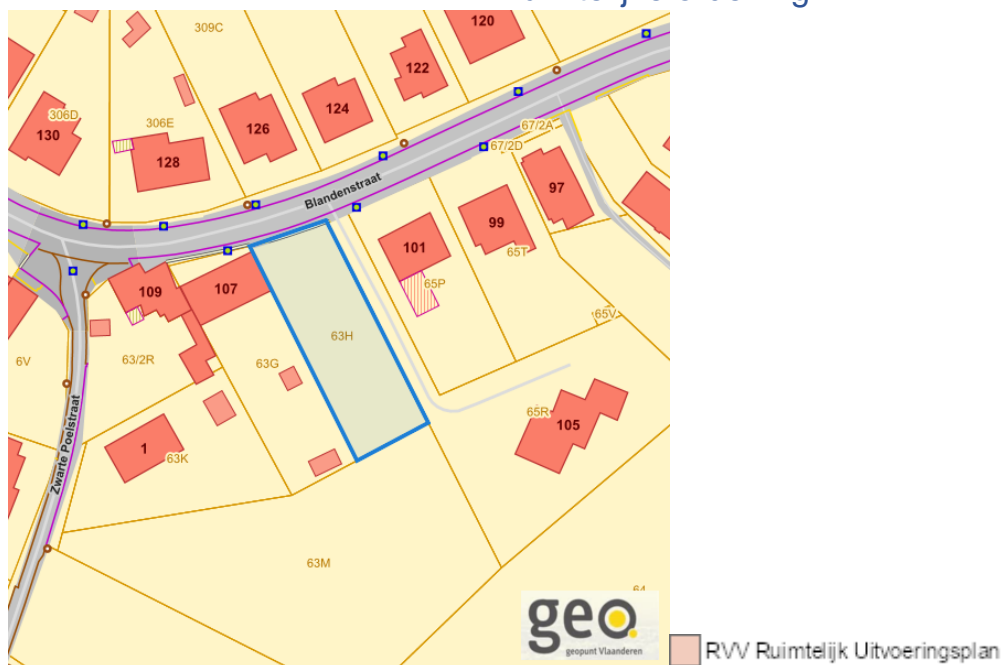 120
309C
122
124
126
306D
130
306E
128
67/2A
67/2D
97
Blandenstraat
99
101
65T
65P
109
107
65V
63H
6V
63/2R
63G
65R
105
1
63K
Zwarte Poelstraat
63M
64
geo.
geopunt Vlaanderen
RVV Ruimtelijk Uitvoeringsplan